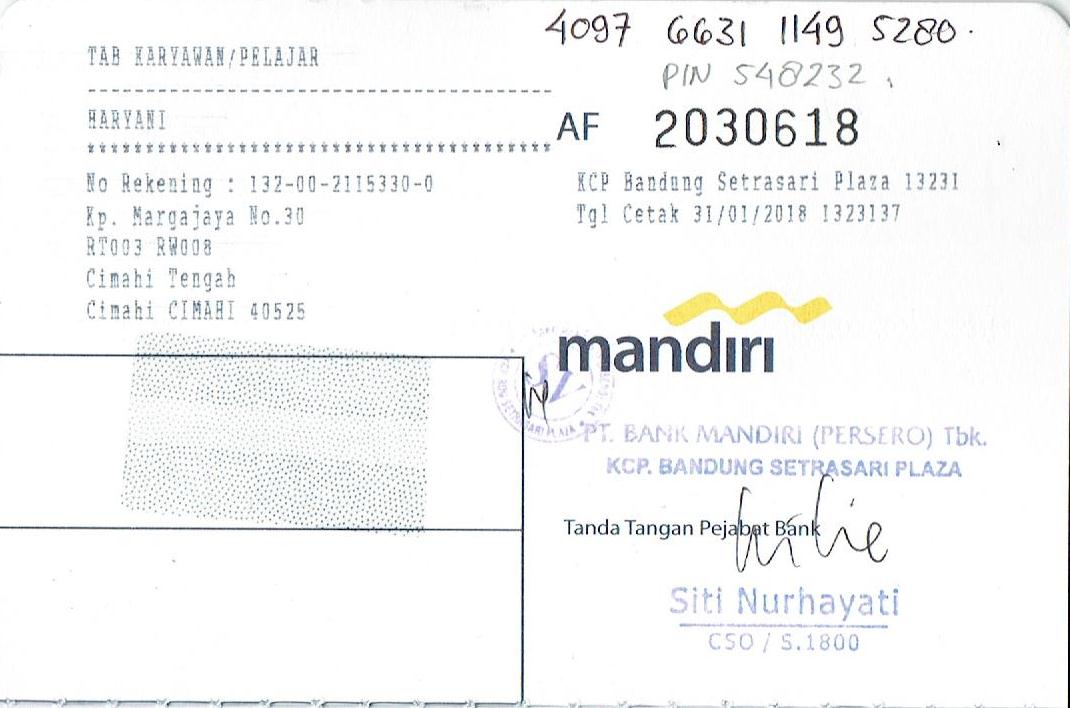 4097 6631 1149 5280.
PIN 548232.
TAB KARYAWAN/PELAJAR
HARYANI
AF 2030618
No Rekening : 132-00-2115330-0
Kp. Margajaya No.30
RT003 RW008
Cimahi Tengah
Cimahi CIMAHI 40525
KCP Bandung Setrasari Plaza 13231
Tgl Cetak 31/01/2018 1323137
mandırı
PT. BANK MANDIRI (PERSERO) Tbk.
KCP. BANDUNG SETRASARI PLAZA
Tanda Tangan Pejabat Bank
Siti Nurhayati
CSO / S.1800